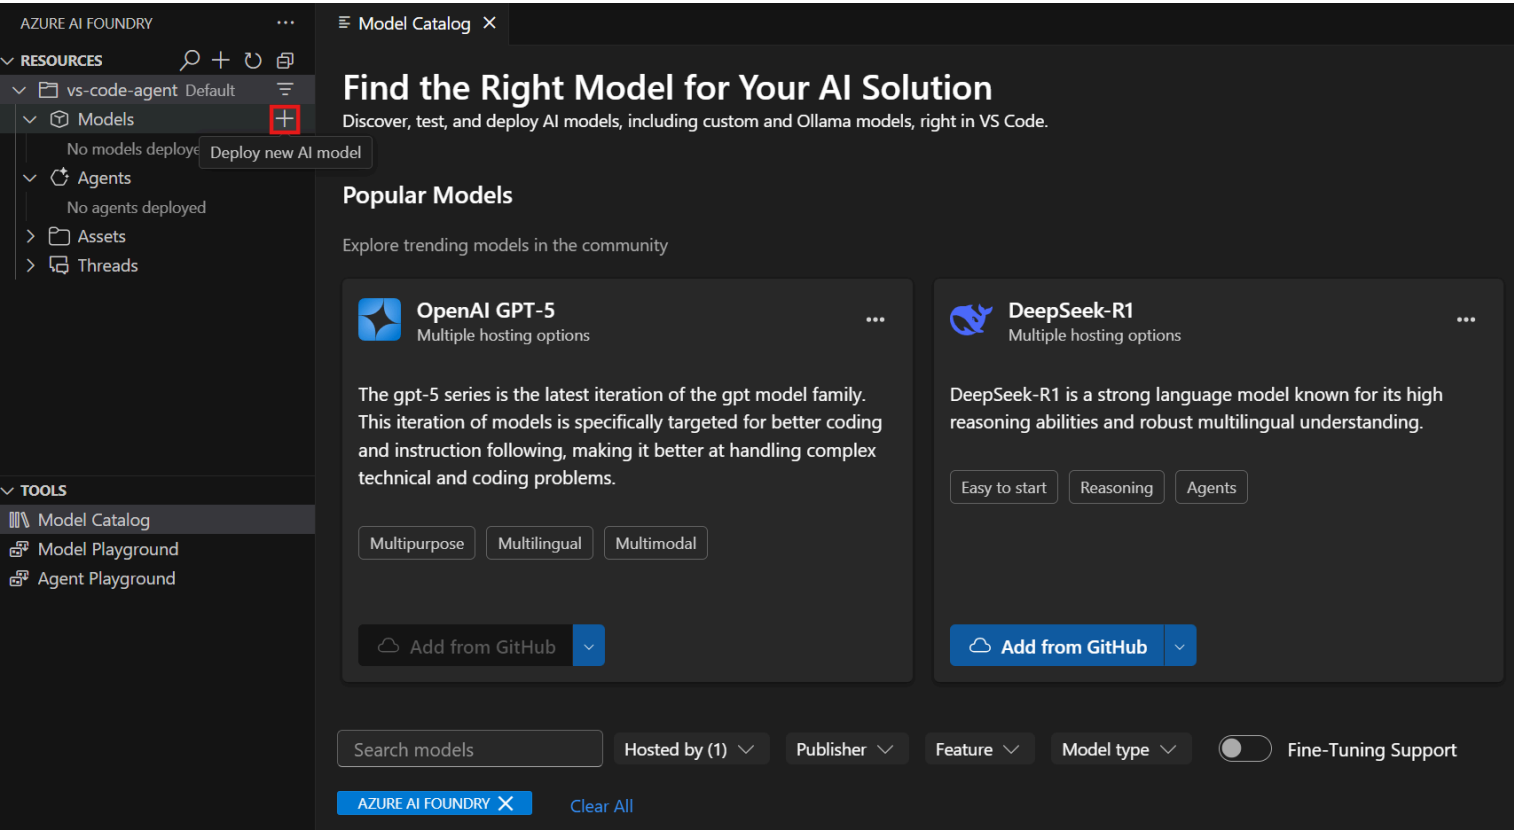 AZURE AI FOUNDRY
RESOURCES
vs-code-agent Default
Models
No models deploye
Deploy new AI model
Agents
No agents deployed
Assets
Threads
TOOLS
Model Catalog
Model Playground
Agent Playground
Model Catalog
Find the Right Model for Your AI Solution
Discover, test, and deploy AI models, including custom and Ollama models, right in VS Code.
Popular Models
Explore trending models in the community
OpenAI GPT-5
Multiple hosting options
The gpt-5 series is the latest iteration of the gpt model family.
This iteration of models is specifically targeted for better coding
and instruction following, making it better at handling complex
technical and coding problems.
Multipurpose Multilingual Multimodal
Add from GitHub
DeepSeek-R1
Multiple hosting options
DeepSeek-R1 is a strong language model known for its high
reasoning abilities and robust multilingual understanding.
Easy to start Reasoning Agents
Add from GitHub
Search models Hosted by (1) Publisher Feature Model type Fine-Tuning Support
AZURE AI FOUNDRY Clear All